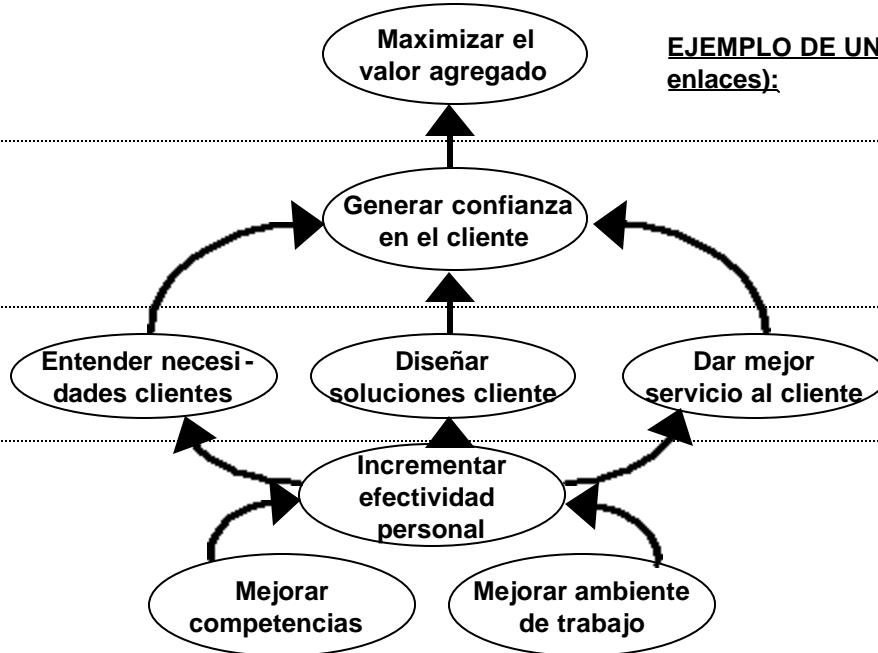 Maximizar el
valor agregado
EJEMPLO DE UN
enlaces):
Generar confianza
en el cliente
Entender necesi-
dades clientes
Diseñar
soluciones cliente
Dar mejor
servicio al cliente
Incrementar
efectividad
personal
Mejorar
competencias
Mejorar ambiente
de trabajo